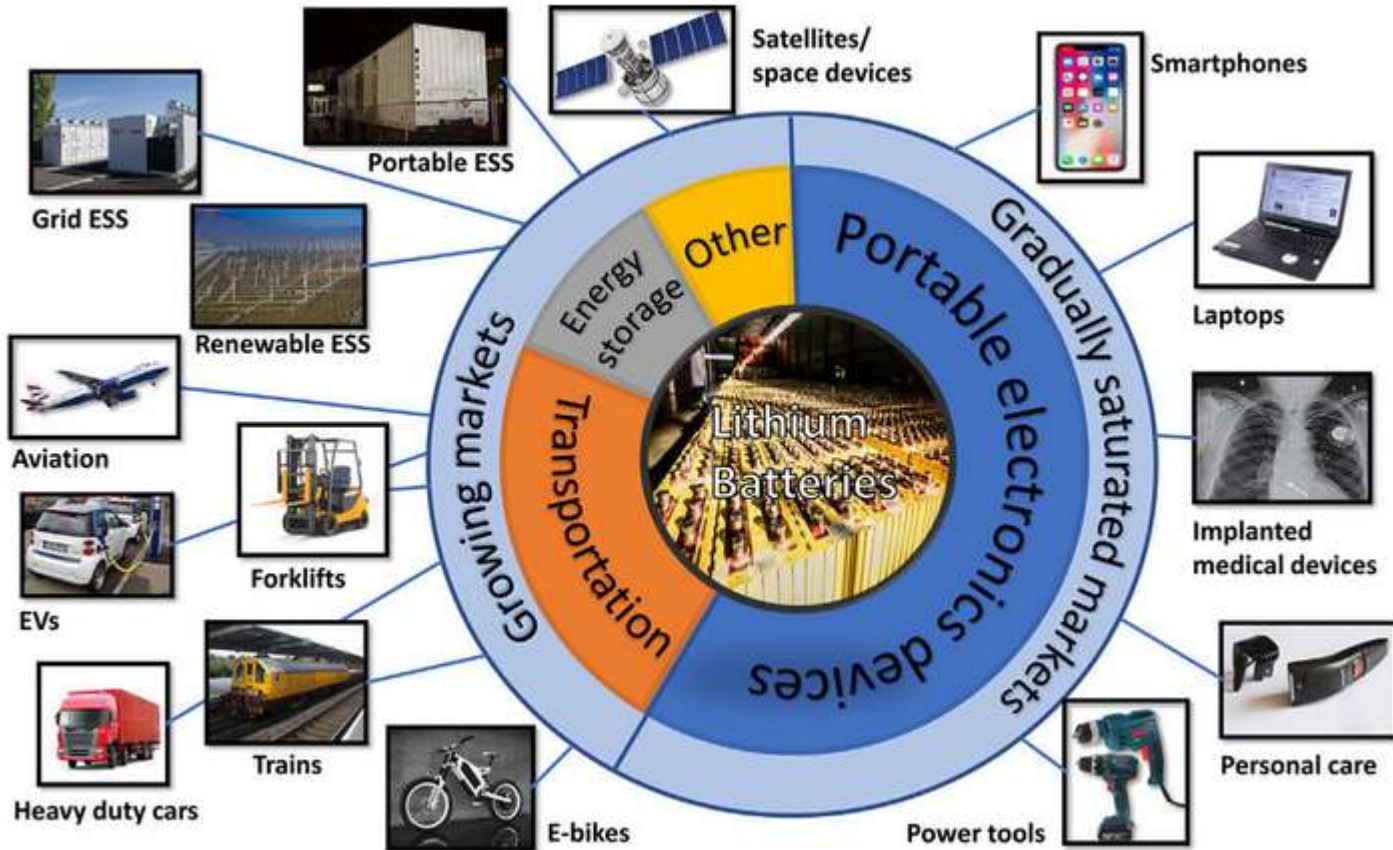 Satellites/
space devices
Smartphones
Portable ESS
Grid ESS
Renewable ESS
Laptops
Aviation
Forklifts
EVs
Implanted
medical devices
Trains
Heavy duty cars
E-bikes
Power tools
Personal care
Growing markets
Gradually saturated markets
Other
Energy
storage
Transportation
Portable electronics devices
Lithium
Batteries